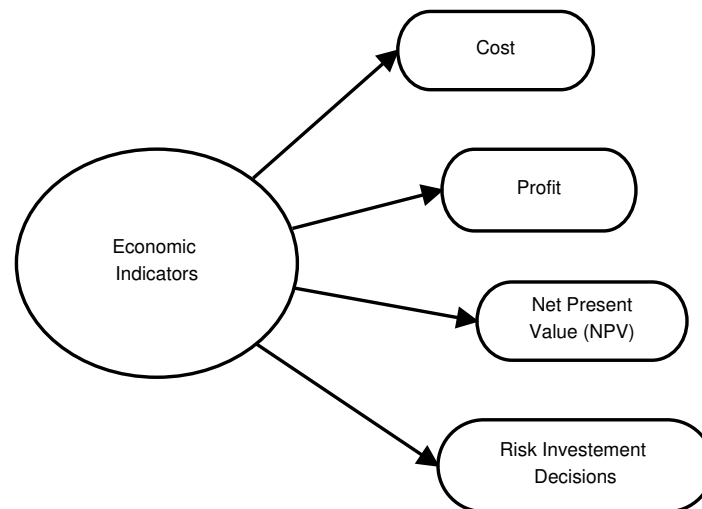 Cost
Profit
Economic
Indicators
Net Present
Value (NPV)
Risk Investement
Decisions